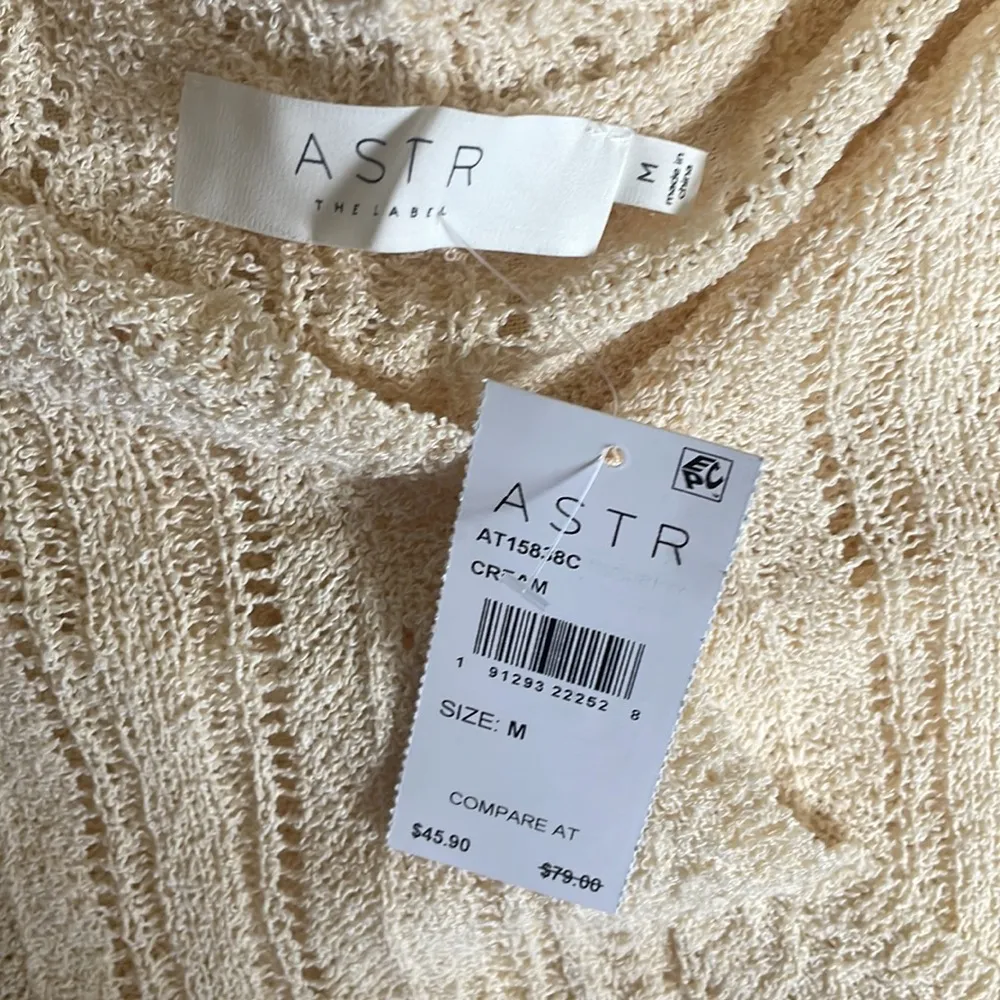 ASTR
THE LABEL
M
made in
china
EPC
ASTR
CREAM
1 91293 22252 8
SIZE: M
COMPARE AT
$45.90
$79.00